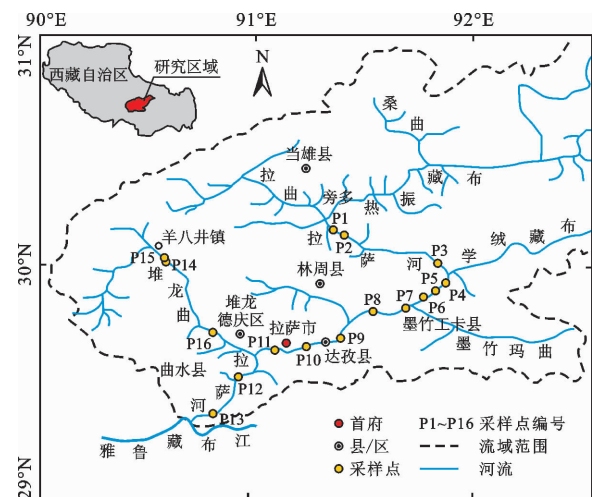 90°E 91°E 92°E
31°N
30°N
29°N
西藏自治区
研究区域
N
桑曲
当雄县
拉曲
旁多
热振藏布
P1
P2
拉萨河
P3
学绒藏布
羊八井镇
P15
P14
堆龙曲
林周县
P5
P4
P8
P7
P6
墨竹工卡县
墨竹玛曲
堆龙
德庆区
拉萨市
P16
P11
P10
P9
达孜县
曲水县
拉萨河
P12
P13
雅鲁藏布江
首府
县/区
采样点
P1~P16 采样点编号
流域范围
河流